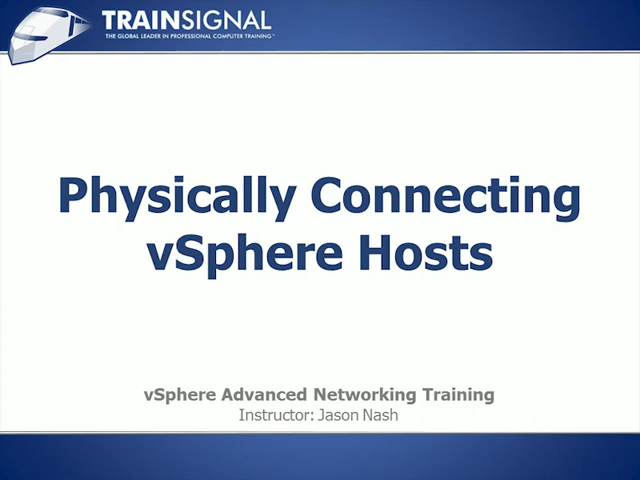 TRAINSIGNAL
THE GLOBAL LEADER IN PROFESSIONAL COMPUTER TRAINING™
Physically Connecting
vSphere Hosts
vSphere Advanced Networking Training
Instructor: Jason Nash